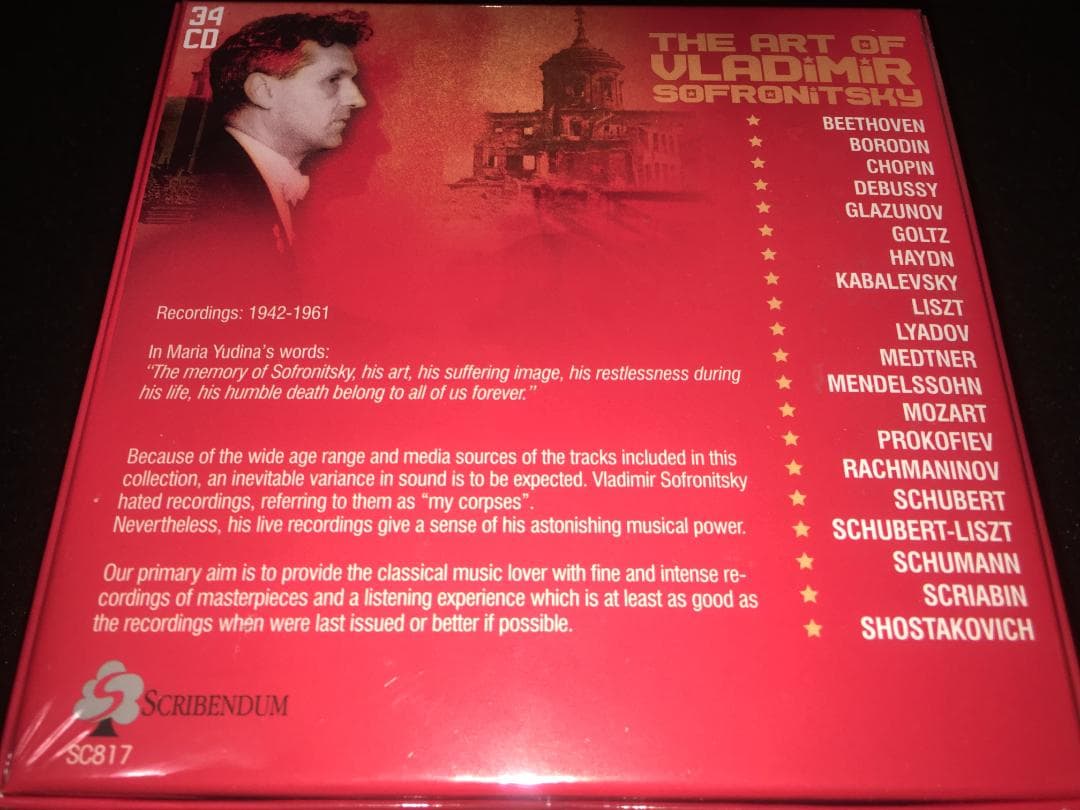 34
CD
THE ART OF
VLADIMIR
SOFRONITSKY
BEETHOVEN
BORODIN
CHOPIN
DEBUSSY
GLAZUNOV
GOLTZ
HAYDN
KABALEVSKY
LISZT
LYADOV
MEDTNER
MENDELSSOHN
MOZART
PROKOFIEV
RACHMANINOV
SCHUBERT
SCHUBERT-LISZT
SCHUMANN
SCRIABIN
SHOSTAKOVICH
Recordings: 1942-1961
In Maria Yudina's words:
"The memory of Sofronitsky, his art, his suffering image, his restlessness during
his life, his humble death belong to all of us forever."
Because of the wide age range and media sources of the tracks included in this
collection, an inevitable variance in sound is to be expected. Vladimir Sofronitsky
hated recordings, referring to them as "my corpses".
Nevertheless, his live recordings give a sense of his astonishing musical power.
Our primary aim is to provide the classical music lover with fine and intense re-
cordings of masterpieces and a listening experience which is at least as good as
the recordings when were last issued or better if possible.
SCRIBENDUM
SC817